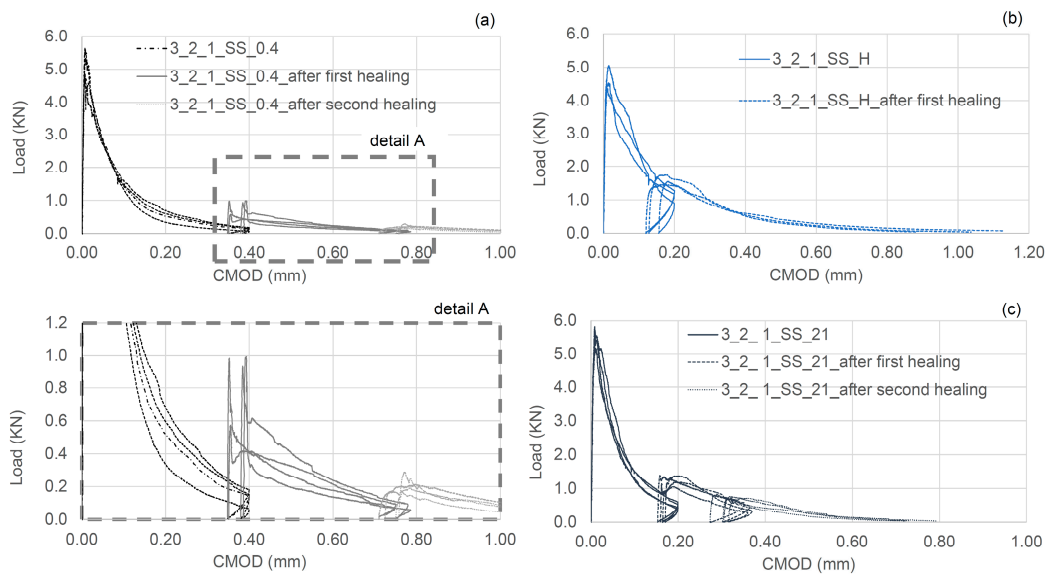 (a)
6.0
5.0
4.0
3.0
2.0
1.0
0.0
Load (KN)
3_2_1_SS_0.4
3_2_1_SS_0.4_after first healing
3_2_1_SS_0.4_after second healing
detail A
0.00 0.20 0.40 0.60 0.80 1.00
CMOD (mm)
(b)
6.0
5.0
4.0
3.0
2.0
1.0
0.0
Load (KN)
3_2_1_SS_H
3_2_1_SS_H_after first healing
0.00 0.20 0.40 0.60 0.80 1.00 1.20
CMOD (mm)
detail A
1.2
1.0
0.8
0.6
0.4
0.2
0.0
Load (KN)
0.00 0.20 0.40 0.60 0.80 1.00
CMOD (mm)
(c)
6.0
5.0
4.0
3.0
2.0
1.0
0.0
Load (KN)
3_2_ 1_SS_21
3_2_ 1_SS_21_after first healing
3_2_ 1_SS_21_after second healing
0.00 0.20 0.40 0.60 0.80 1.00
CMOD (mm)